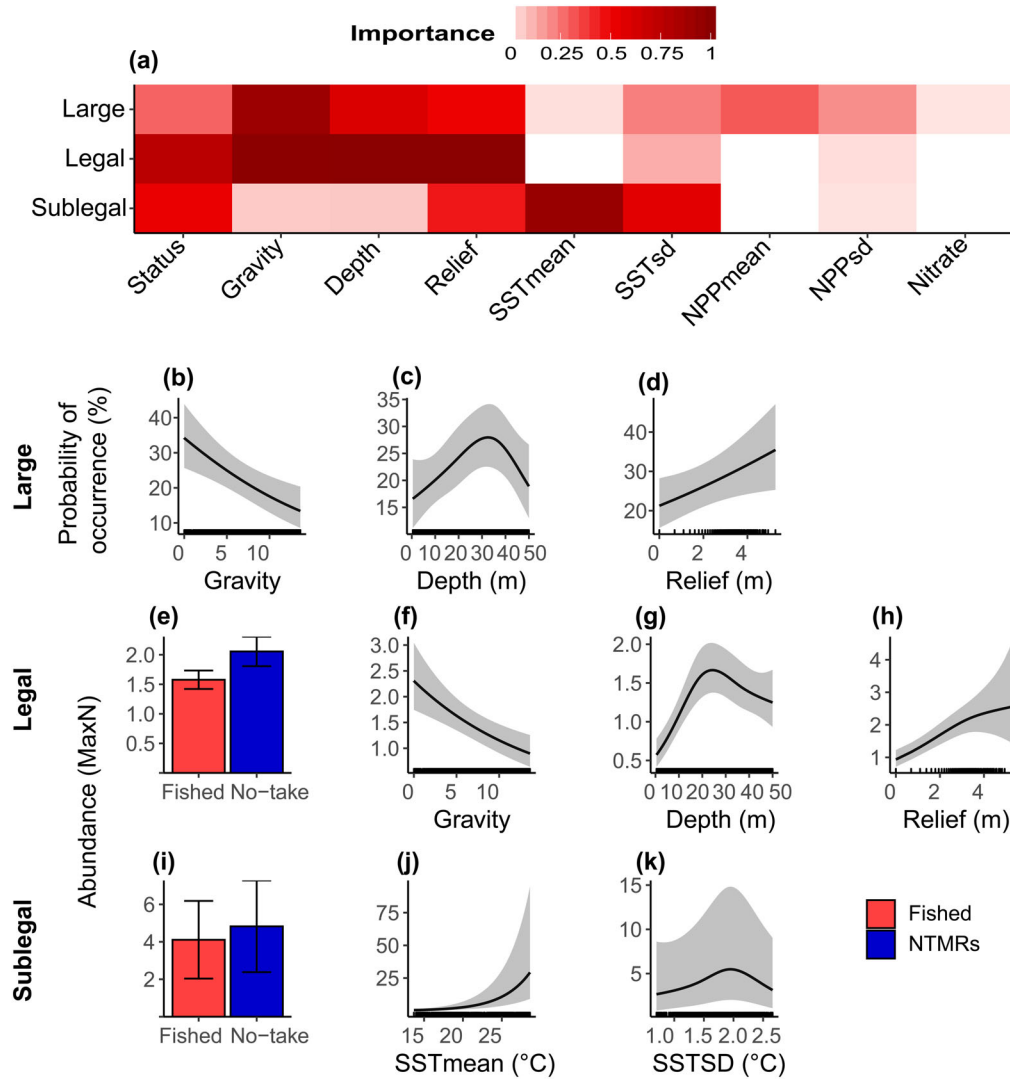 Importance
0 0.25 0.50 0.75 1
(a)
Large
Legal
Sublegal
Status Gravity Depth Relief SSTmean SSTsd NPPmean NPPsd Nitrate
Large
Probability of
occurrence (%)
(b)
40
30
20
10
0 10
Gravity
(c)
35
30
25
20
15
0 10 20 30 40 50
Depth (m)
(d)
40
30
20
0 2 4
Relief (m)
Legal
Abundance (MaxN)
(e)
2.0
1.5
1.0
0.5
Fished No-take
(f)
3.0
2.5
2.0
1.5
1.0
0 5 10
Gravity
(g)
2.0
1.5
1.0
0.5
0 10 20 30 40 50
Depth (m)
(h)
4
3
2
1
0 2 4
Relief (m)
Sublegal
(i)
6
4
2
Fished No-take
(j)
75
50
25
15 20 25
SSTmean (°C)
(k)
15
10
5
1.0 1.5 2.0 2.5
SSTSD (°C)
Fished
NTMRs